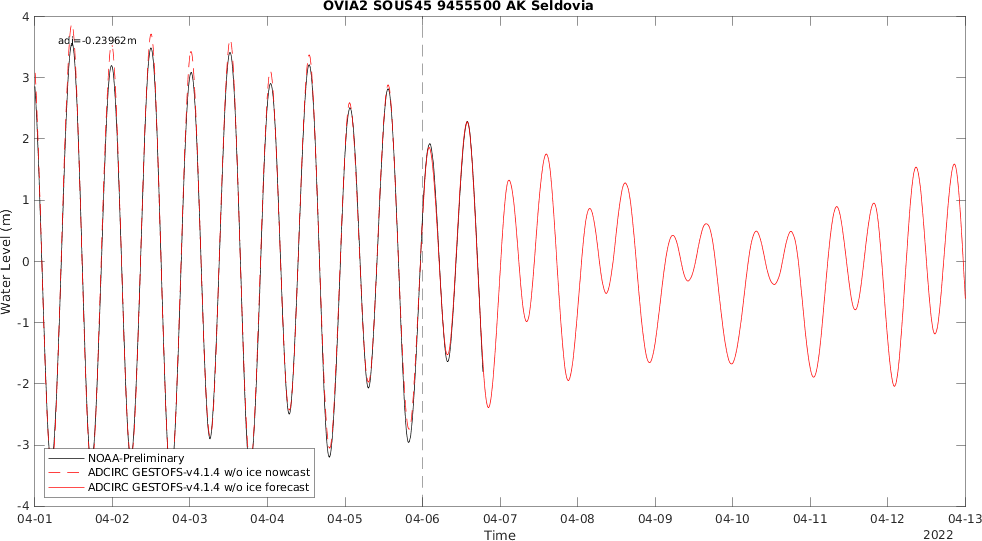 OVIA2 SOUS45 9455500 AK Seldovia
adj=-0.23962m
4
3
2
1
0
-1
-2
-3
-4
Water Level (m)
NOAA-Preliminary
ADCIRC GESTOFS-v4.1.4 w/o ice nowcast
ADCIRC GESTOFS-v4.1.4 w/o ice forecast
04-01 04-02 04-03 04-04 04-05 04-06 04-07 04-08 04-09 04-10 04-11 04-12 04-13
Time
2022